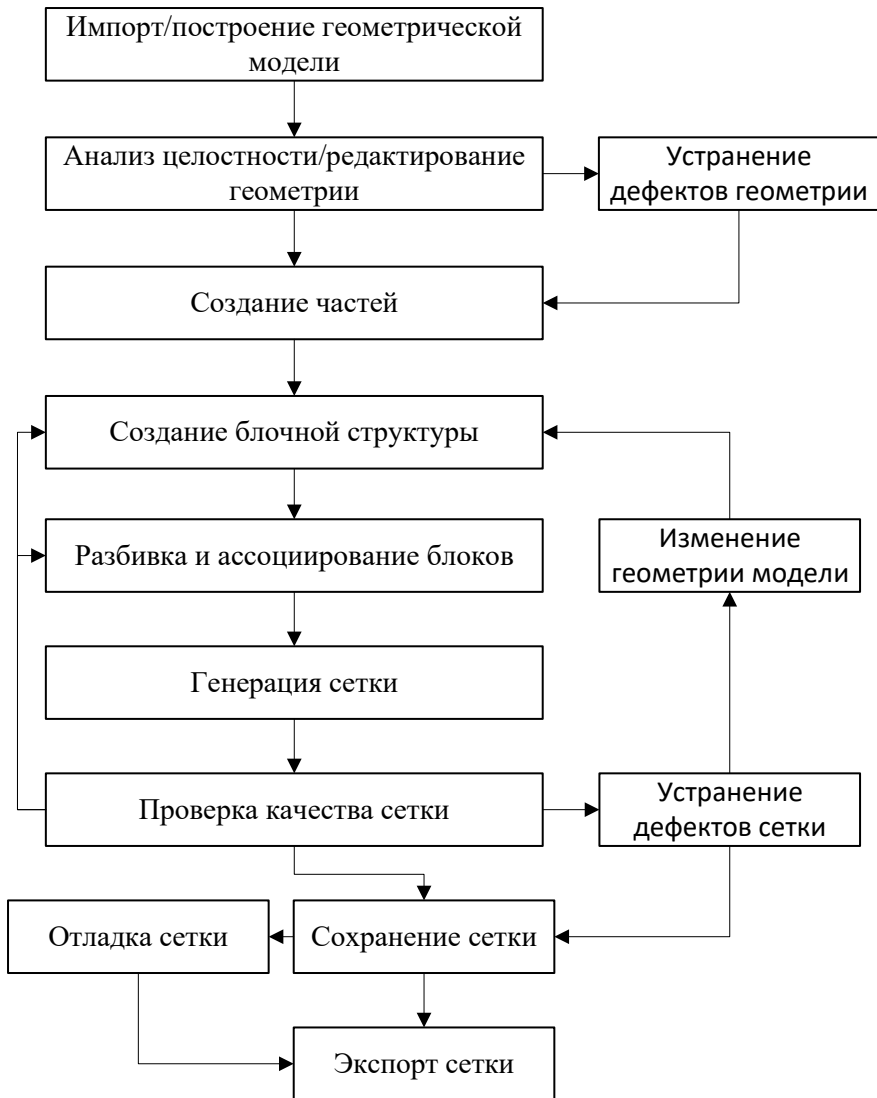 Импорт/построение геометрической
модели
Анализ целостности/редактирование
геометрии
Устранение
дефектов геометрии
Создание частей
Создание блочной структуры
Разбивка и ассоциирование блоков
Изменение
геометрии модели
Генерация сетки
Проверка качества сетки
Устранение
дефектов сетки
Отладка сетки
Сохранение сетки
Экспорт сетки